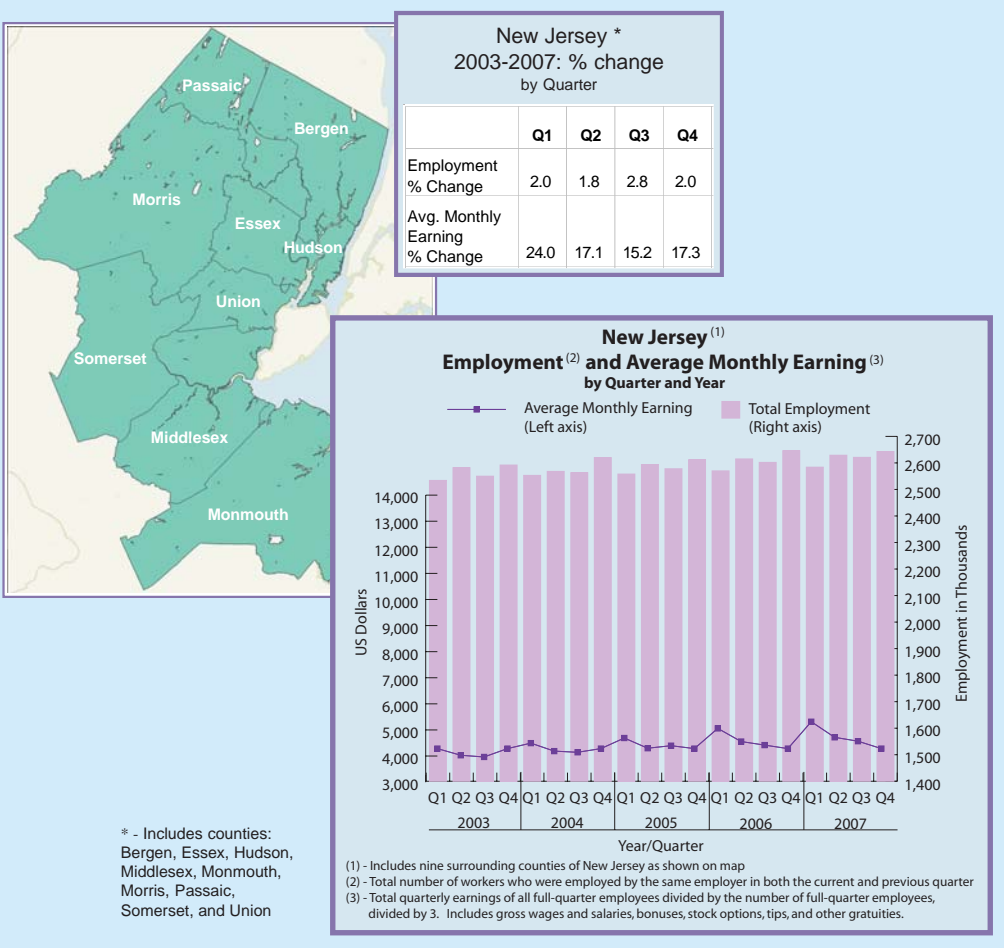 New Jersey *
2003-2007: % change
by Quarter
Q1 Q2 Q3 Q4
Employment
% Change 2.0 1.8 2.8 2.0
Avg. Monthly
Earning
% Change 24.0 17.1 15.2 17.3
Passaic
Bergen
Morris
Essex
Hudson
Union
Somerset
Middlesex
Monmouth
New Jersey (1)
Employment (2) and Average Monthly Earning (3)
by Quarter and Year
Average Monthly Earning
(Left axis)
Total Employment
(Right axis)
US Dollars
14,000
13,000
12,000
11,000
10,000
9,000
8,000
7,000
6,000
5,000
4,000
3,000
2,700
2,600
2,500
2,400
2,300
2,200
2,100
2,000
1,900
1,800
1,700
1,600
1,500
1,400
Employment in Thousands
Q1 Q2 Q3 Q4 Q1 Q2 Q3 Q4 Q1 Q2 Q3 Q4 Q1 Q2 Q3 Q4 Q1 Q2 Q3 Q4
2003 2004 2005 2006 2007
Year/Quarter
(1) - Includes nine surrounding counties of New Jersey as shown on map
(2) - Total number of workers who were employed by the same employer in both the current and previous quarter
(3) - Total quarterly earnings of all full-quarter employees divided by the number of full-quarter employees,
divided by 3. Includes gross wages and salaries, bonuses, stock options, tips, and other gratuities.
* - Includes counties:
Bergen, Essex, Hudson,
Middlesex, Monmouth,
Morris, Passaic,
Somerset, and Union